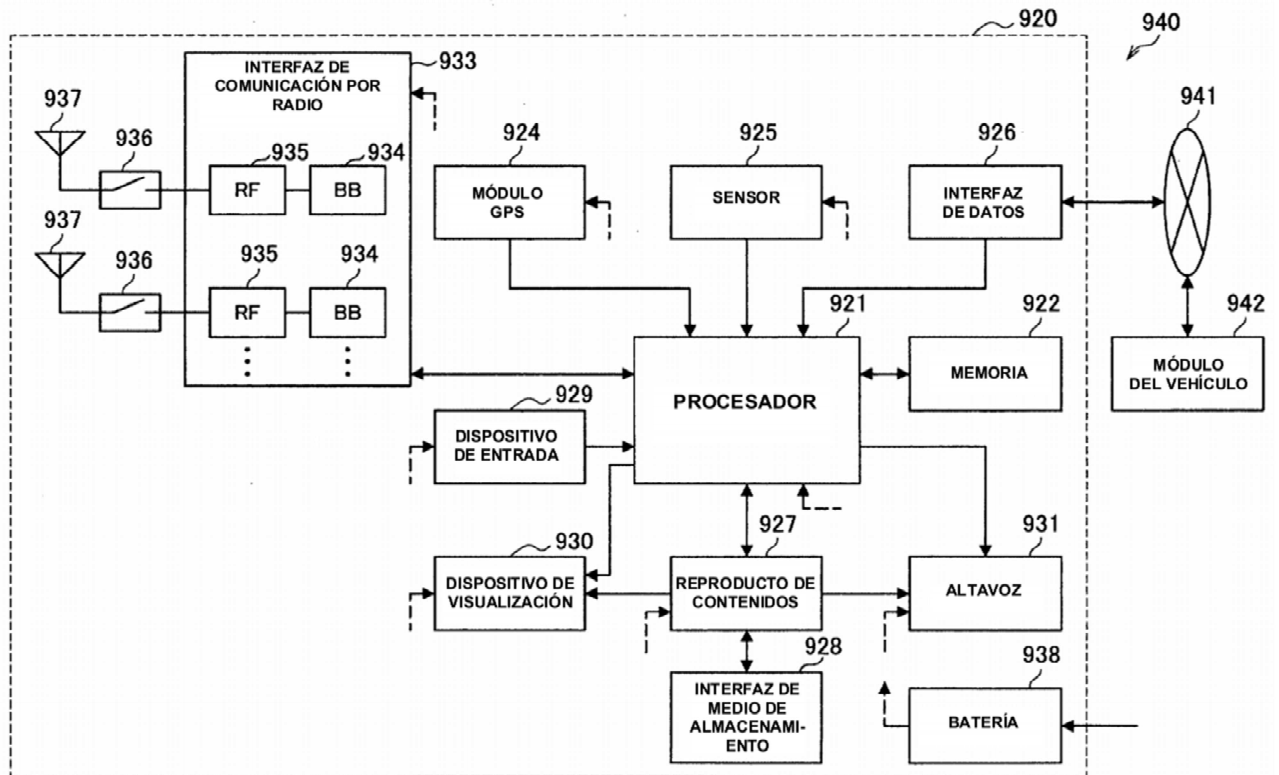 920
940
INTERFAZ DE
COMUNICACIÓN POR
RADIO
933
937
936
935
934
RF
BB
924
MÓDULO
GPS
925
SENSOR
926
INTERFAZ
DE DATOS
941
937
936
935
934
RF
BB
921
PROCESADOR
922
MEMORIA
942
MÓDULO
DEL VEHÍCULO
929
DISPOSITIVO
DE ENTRADA
930
DISPOSITIVO DE
VISUALIZACIÓN
927
REPRODUCTO DE
CONTENIDOS
931
ALTAVOZ
928
INTERFAZ DE
MEDIO DE
ALMACENAMI-
ENTO
938
BATERÍA